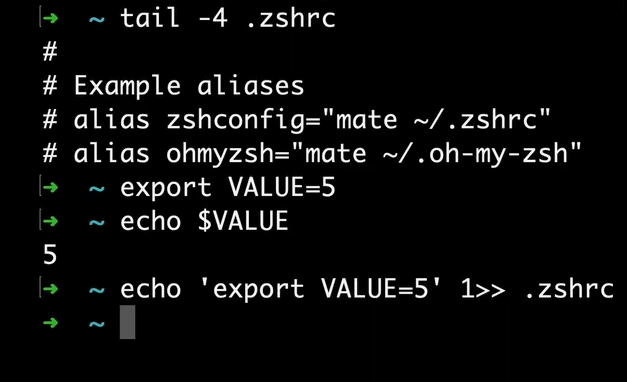 ➜ ~ tail -4 .zshrc
#
# Example aliases
# alias zshconfig="mate ~/.zshrc"
# alias ohmyzsh="mate ~/.oh-my-zsh"
➜ ~ export VALUE=5
➜ ~ echo $VALUE
5
➜ ~ echo 'export VALUE=5' 1>> .zshrc
➜ ~